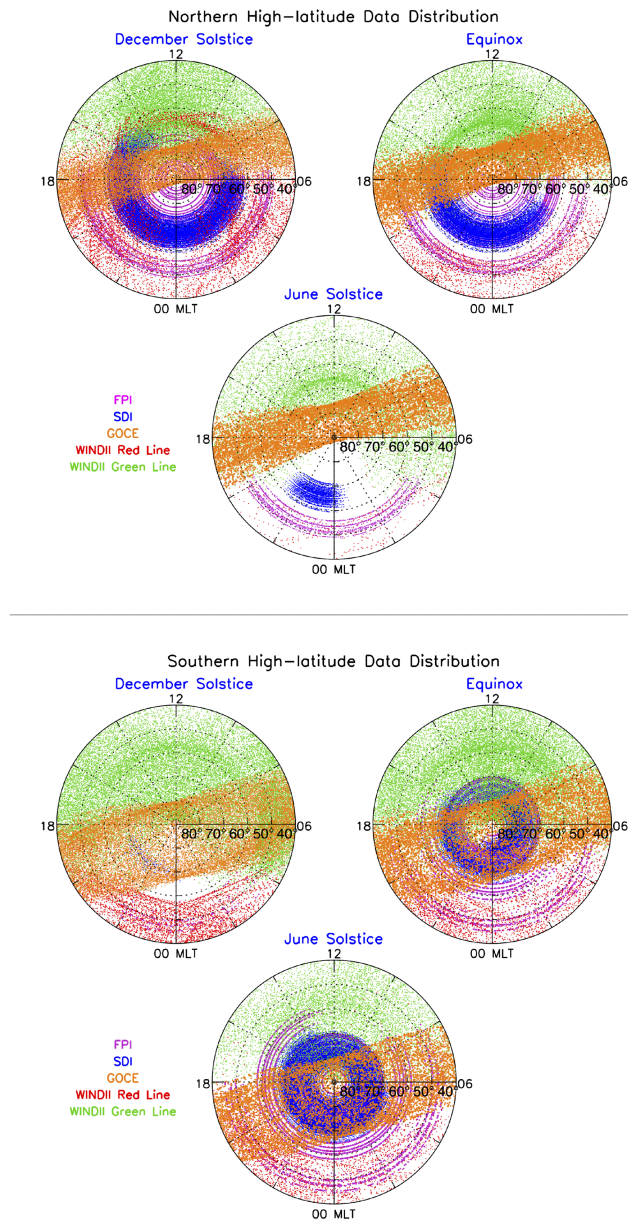 Northern High-latitude Data Distribution
December Solstice
Equinox
12
12
18
80° 70° 60° 50° 40° 06
18
80° 70° 60° 50° 40° 06
00 MLT
00 MLT
June Solstice
12
18
80° 70° 60° 50° 40° 06
00 MLT
FPI
SDI
GOCE
WINDII Red Line
WINDII Green Line
Southern High-latitude Data Distribution
December Solstice
Equinox
12
12
18
80° 70° 60° 50° 40° 06
18
80° 70° 60° 50° 40° 06
00 MLT
00 MLT
June Solstice
12
18
80° 70° 60° 50° 40° 06
00 MLT
FPI
SDI
GOCE
WINDII Red Line
WINDII Green Line